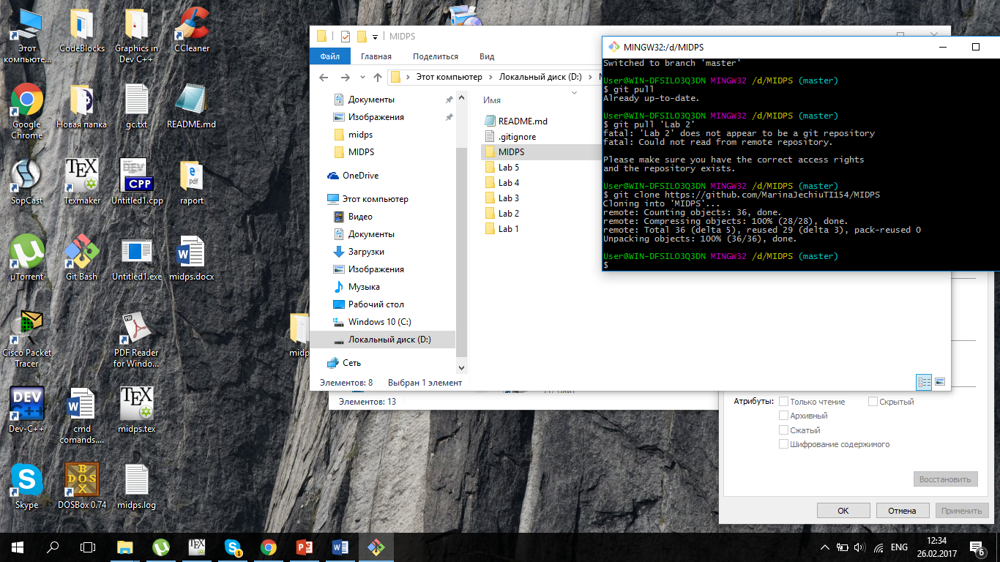 Этот
компьюте...
CodeBlocks
Graphics in
Dev C++
CCleaner
Google
Chrome
Новая папка
gc.txt
README.md
SopCast
Texmaker
Untitled1.cpp
raport
µTorrent
Git Bash
Untitled1.exe
midps.docx
Cisco Packet
Tracer
PDF Reader
for Windo...
midp
Dev-C++
cmd
comands....
midps.tex
Skype
DOSBox 0.74
midps.log
MIDPS
Файл
Главная
Поделиться
Вид
Этот компьютер
Локальный диск (D:)
Документы
Изображения
midps
MIDPS
OneDrive
Этот компьютер
Видео
Документы
Загрузки
Изображения
Музыка
Рабочий стол
Windows 10 (C:)
Локальный диск (D:)
Сеть
Имя
README.md
.gitignore
MIDPS
Lab 5
Lab 4
Lab 3
Lab 2
Lab 1
Элементов: 8
Выбран 1 элемент
Элементов: 13
MINGW32:/d/MIDPS
Switched to branch 'master'
User@WIN-DFSILO3Q3DN MINGW32 /d/MIDPS (master)
$ git pull
Already up-to-date.
User@WIN-DFSILO3Q3DN MINGW32 /d/MIDPS (master)
$ git pull 'Lab 2'
fatal: 'Lab 2' does not appear to be a git repository
fatal: Could not read from remote repository.
Please make sure you have the correct access rights
and the repository exists.
User@WIN-DFSILO3Q3DN MINGW32 /d/MIDPS (master)
$ git clone https://github.com/MarinaJechiuTI154/MIDPS
Cloning into 'MIDPS'...
remote: Counting objects: 36, done.
remote: Compressing objects: 100% (28/28), done.
remote: Total 36 (delta 5), reused 29 (delta 3), pack-reused 0
Unpacking objects: 100% (36/36), done.
User@WIN-DFSILO3Q3DN MINGW32 /d/MIDPS (master)
$
Атрибуты:
Только чтение
Скрытый
Архивный
Сжатый
Шифрование содержимого
Восстановить
ОК
Отмена
Применить
ENG
12:34
26.02.2017